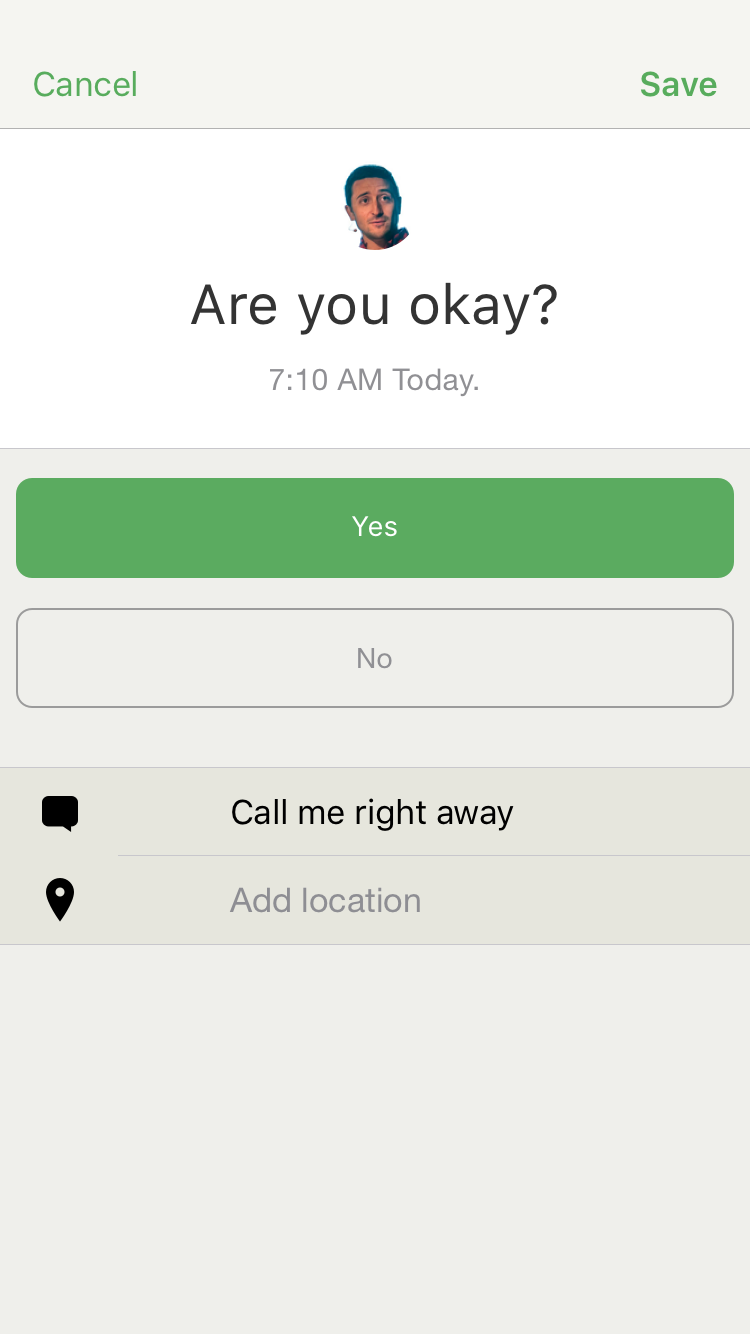 Cancel
Save
Are you okay?
7:10 AM Today.
Yes
No
Call me right away
Add location